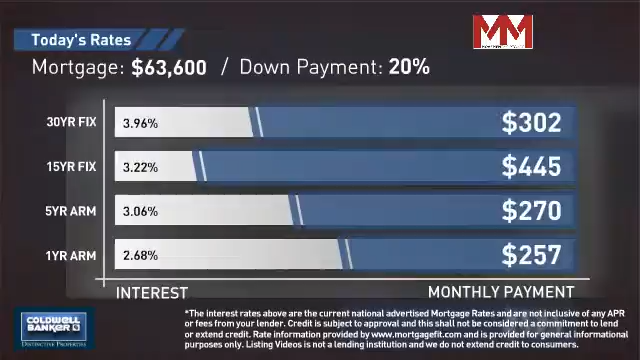 Today's Rates
MM
Mortgage: $63,600 / Down Payment: 20%
30YR FIX 3.96% $302
15YR FIX 3.22% $445
5YR ARM 3.06% $270
1YR ARM 2.68% $257
INTEREST MONTHLY PAYMENT
COLDWELL
BANKER
DISTINCTIVE PROPERTIES
*The interest rates above are the current national advertised Mortgage Rates and are not inclusive of any APR
or fees from your lender. Credit is subject to approval and this shall not be considered a commitment to lend
or extend credit. Rate information provided by www.mortgagefit.com and is provided for general informational
purposes only. Listing Videos is not a lending institution and we do not extend credit to consumers.